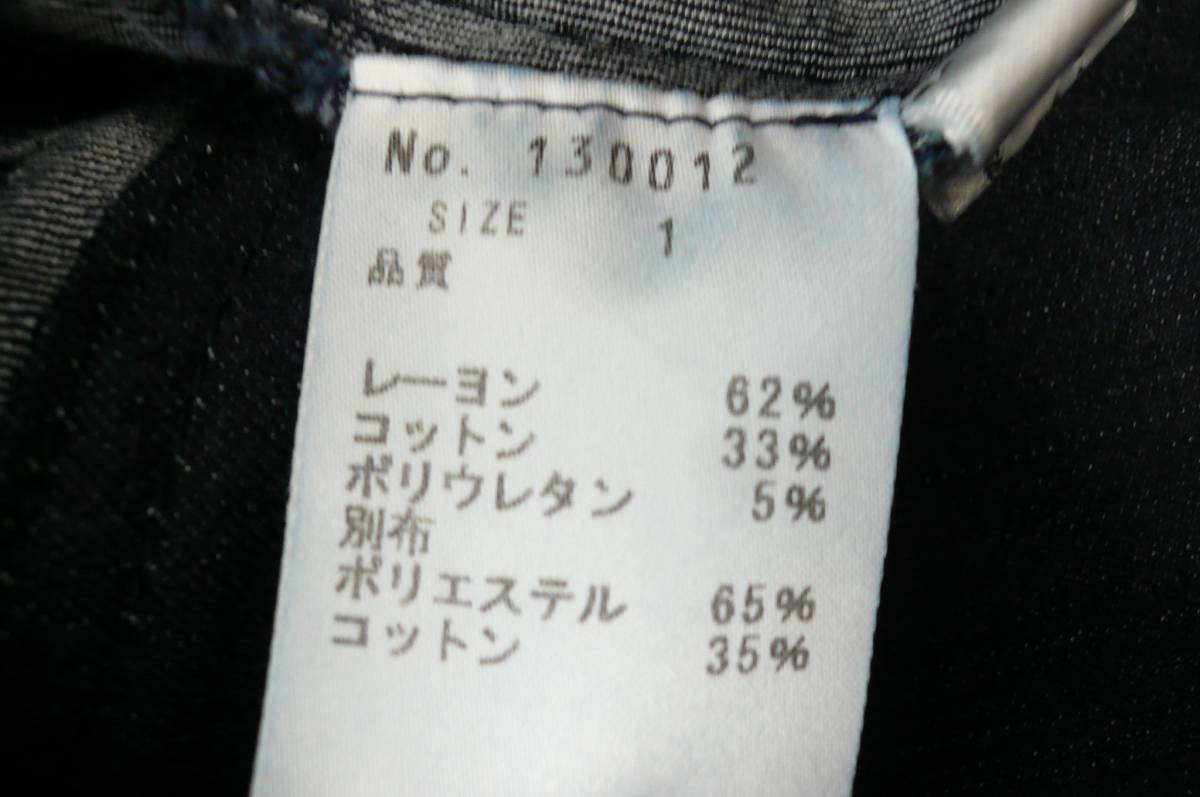 No. 130012
SIZE 1
品質
レーヨン 62%
コットン 33%
ポリウレタン 5%
別布
ポリエステル 65%
コットン 35%